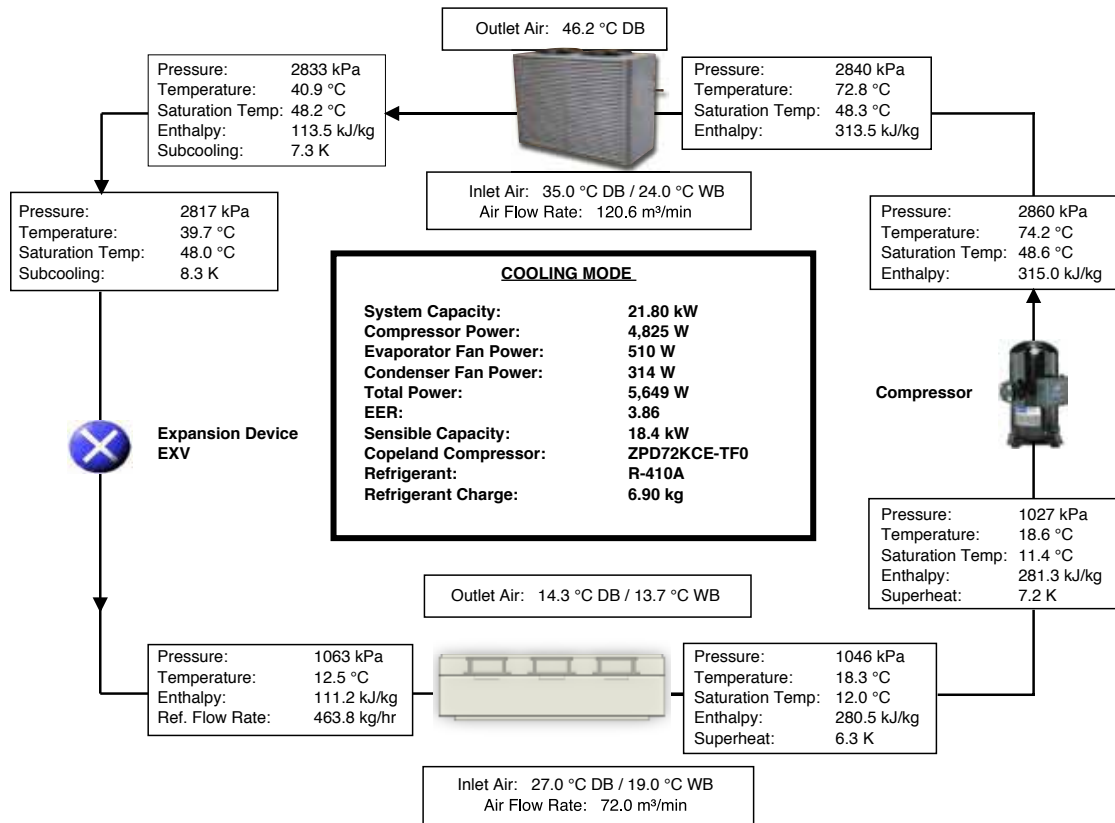 Outlet Air: 46.2 °C DB
Pressure: 2833 kPa
Temperature: 40.9 °C
Saturation Temp: 48.2 °C
Enthalpy: 113.5 kJ/kg
Subcooling: 7.3 K
Pressure: 2840 kPa
Temperature: 72.8 °C
Saturation Temp: 48.3 °C
Enthalpy: 313.5 kJ/kg
Inlet Air: 35.0 °C DB / 24.0 °C WB
Air Flow Rate: 120.6 m³/min
Pressure: 2817 kPa
Temperature: 39.7 °C
Saturation Temp: 48.0 °C
Subcooling: 8.3 K
Pressure: 2860 kPa
Temperature: 74.2 °C
Saturation Temp: 48.6 °C
Enthalpy: 315.0 kJ/kg
COOLING MODE
System Capacity: 21.80 kW
Compressor Power: 4,825 W
Evaporator Fan Power: 510 W
Condenser Fan Power: 314 W
Total Power: 5,649 W
EER: 3.86
Sensible Capacity: 18.4 kW
Copeland Compressor: ZPD72KCE-TF0
Refrigerant: R-410A
Refrigerant Charge: 6.90 kg
Compressor
Expansion Device
EXV
Pressure: 1027 kPa
Temperature: 18.6 °C
Saturation Temp: 11.4 °C
Enthalpy: 281.3 kJ/kg
Superheat: 7.2 K
Outlet Air: 14.3 °C DB / 13.7 °C WB
Pressure: 1063 kPa
Temperature: 12.5 °C
Enthalpy: 111.2 kJ/kg
Ref. Flow Rate: 463.8 kg/hr
Pressure: 1046 kPa
Temperature: 18.3 °C
Saturation Temp: 12.0 °C
Enthalpy: 280.5 kJ/kg
Superheat: 6.3 K
Inlet Air: 27.0 °C DB / 19.0 °C WB
Air Flow Rate: 72.0 m³/min